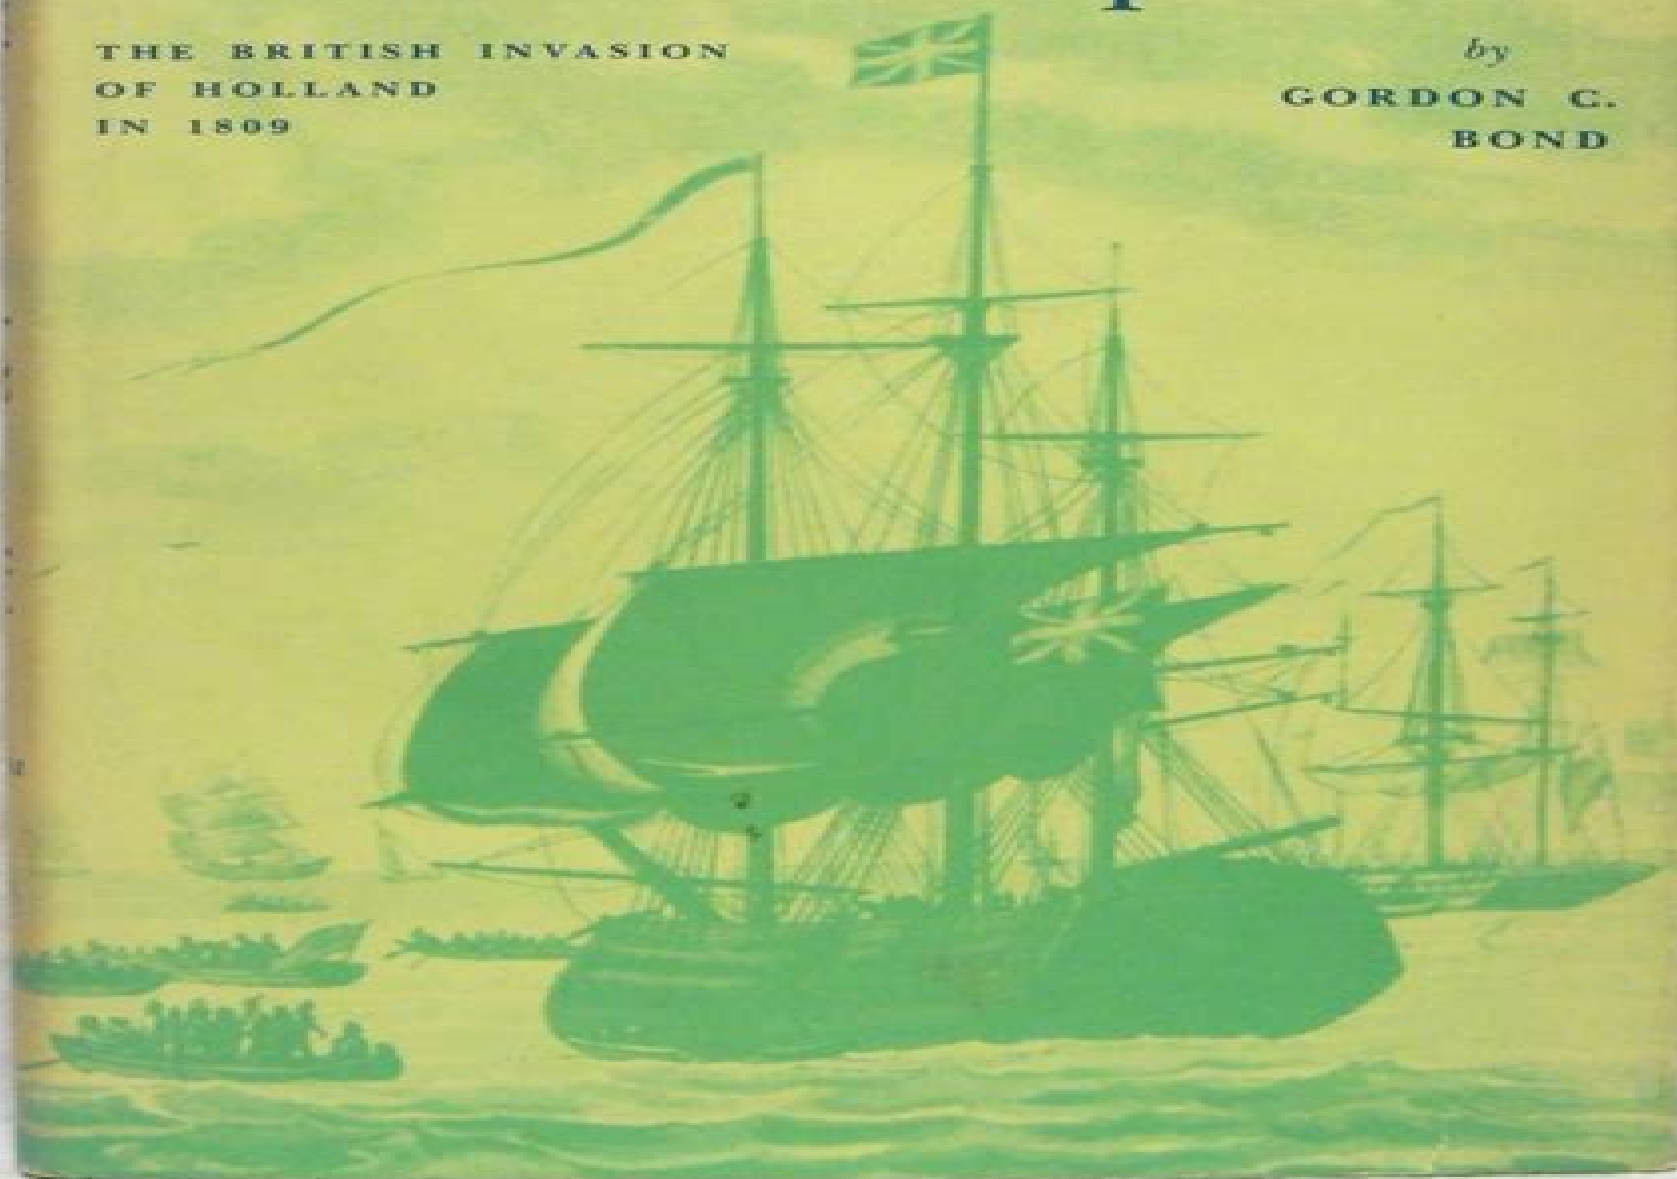 THE BRITISH INVASION
OF HOLLAND
IN 1809
by
GORDON C.
BOND